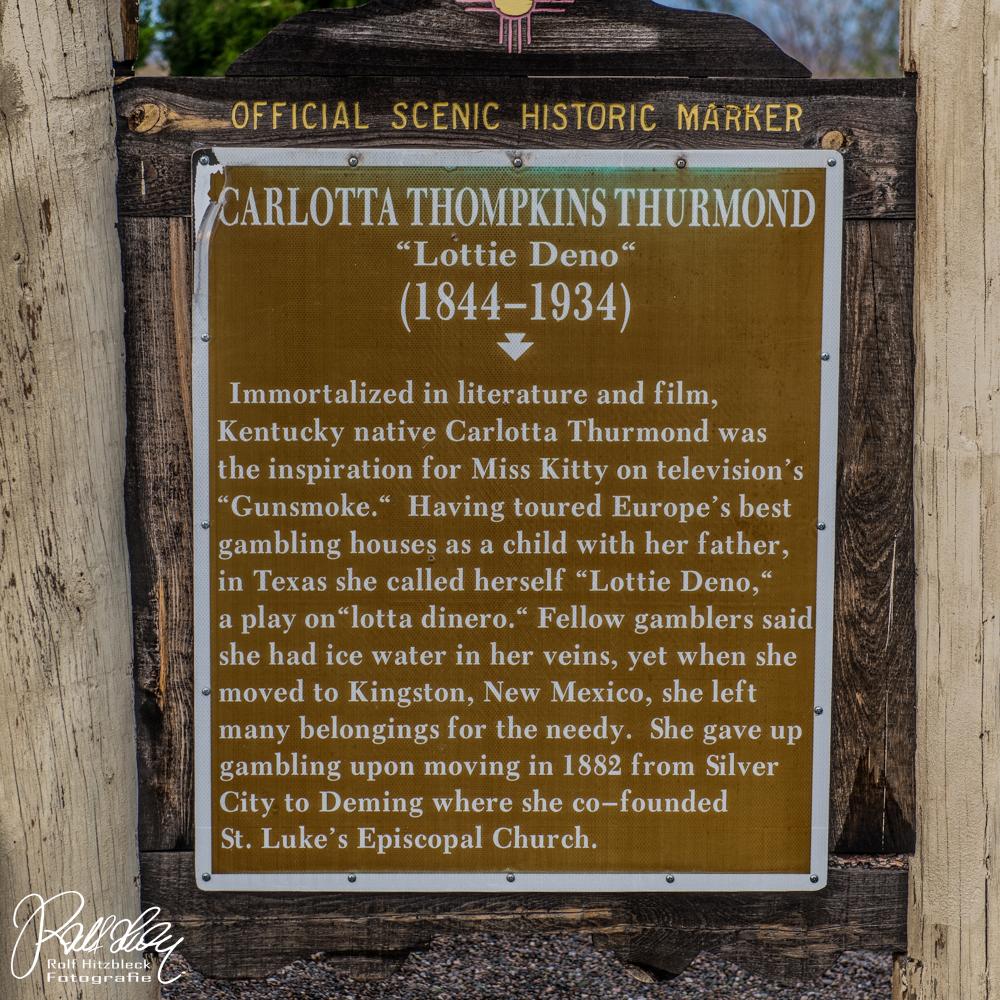 OFFICIAL SCENIC HISTORIC MARKER
CARLOTTA THOMPKINS THURMOND
“Lottie Deno“
(1844–1934)
Immortalized in literature and film,
Kentucky native Carlotta Thurmond was
the inspiration for Miss Kitty on television’s
“Gunsmoke.“ Having toured Europe’s best
gambling houses as a child with her father,
in Texas she called herself “Lottie Deno,“
a play on“lotta dinero.“ Fellow gamblers said
she had ice water in her veins, yet when she
moved to Kingston, New Mexico, she left
many belongings for the needy. She gave up
gambling upon moving in 1882 from Silver
City to Deming where she co–founded
St. Luke’s Episcopal Church.
Rolf Hitzbleck
Fotografie